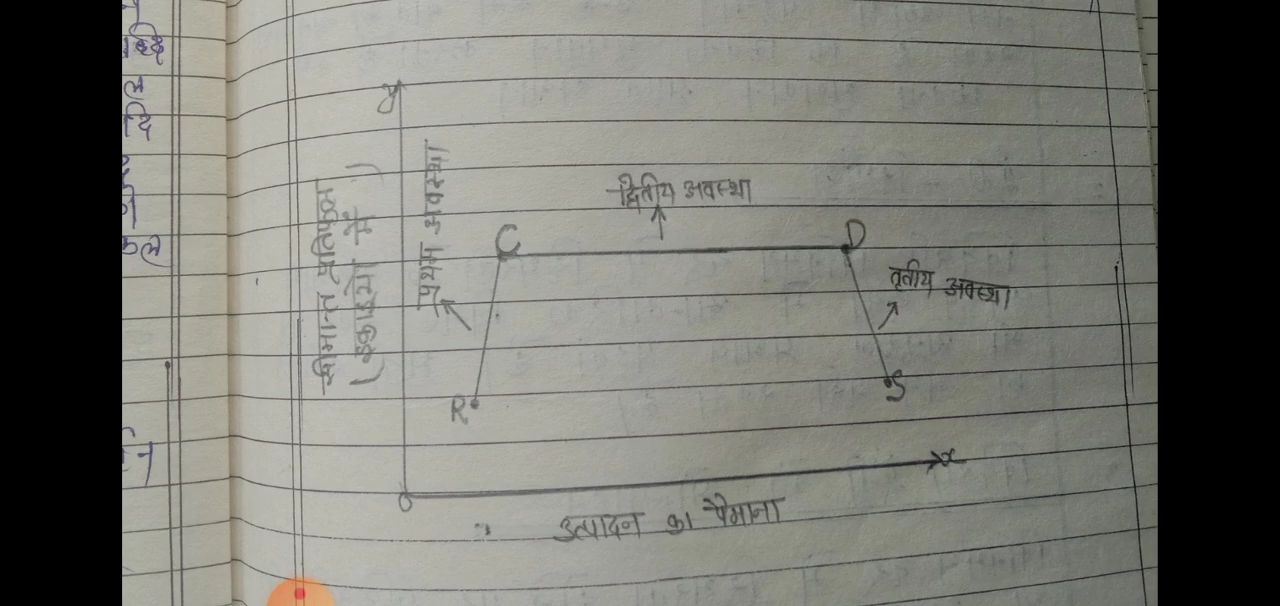 y
सीमान्त प्रतिफल
(इकाइयों में)
प्रथम अवस्था
द्वितीय अवस्था
C
D
तृतीय अवस्था
R
S
o
x
उत्पादन का पैमाना